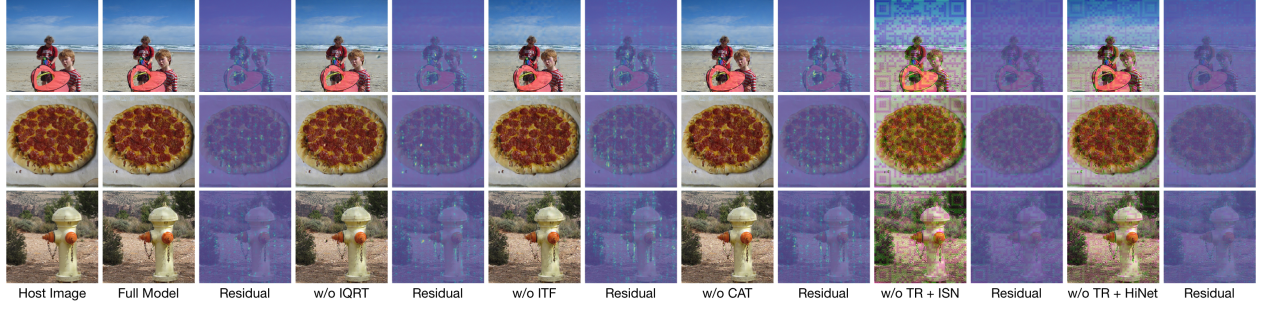 Host Image Full Model Residual w/o IQRT Residual w/o ITF Residual w/o CAT Residual w/o TR + ISN Residual w/o TR + HiNet Residual